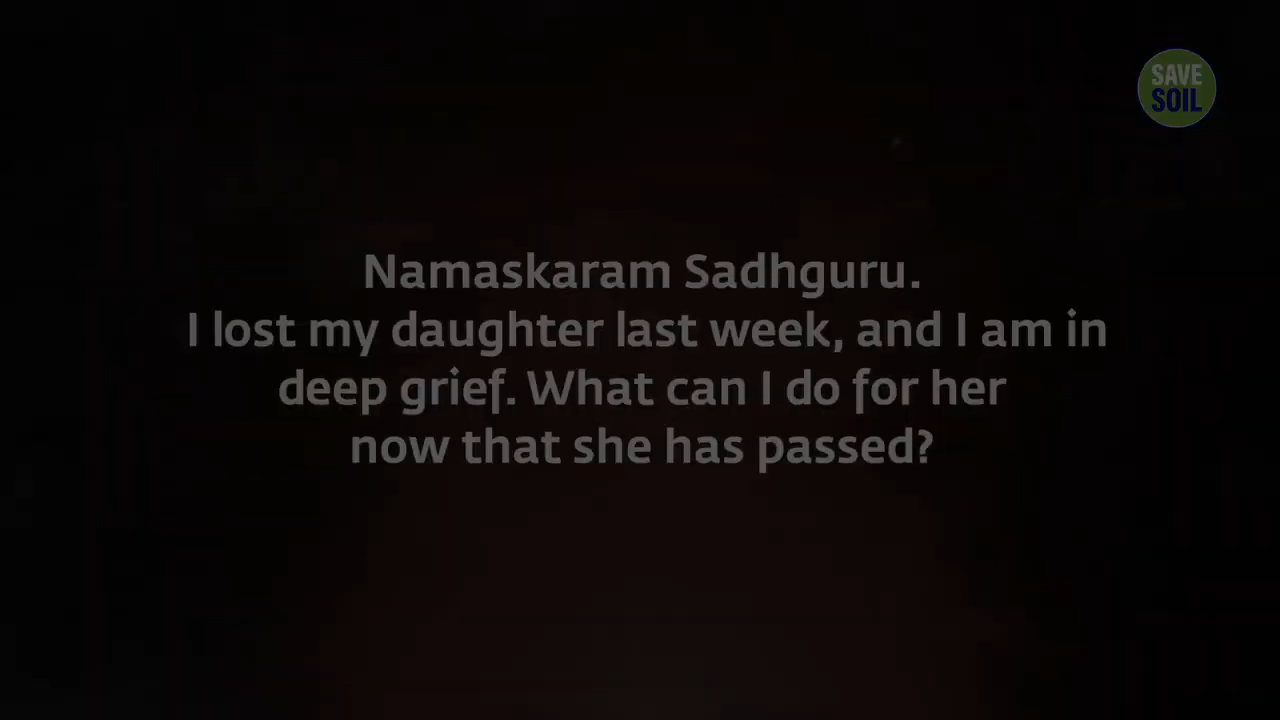 SAVE
SOIL
Namaskaram Sadhguru.
I lost my daughter last week, and I am in
deep grief. What can I do for her
now that she has passed?